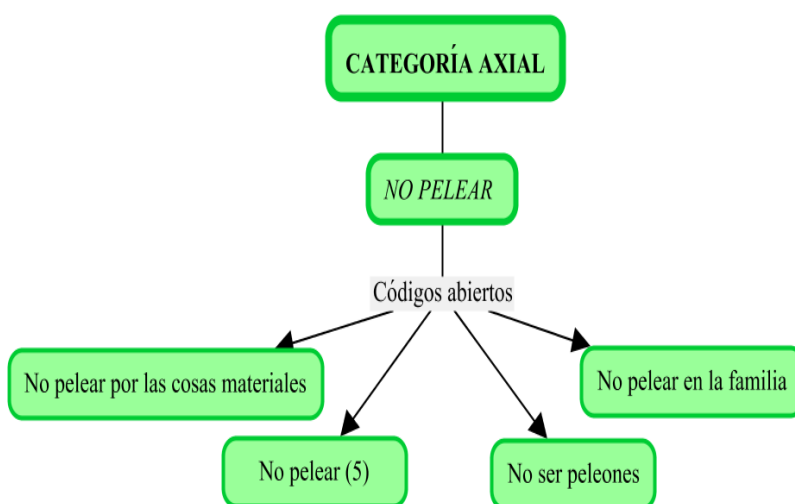 CATEGORÍA AXIAL
NO PELEAR
Códigos abiertos
No pelear por las cosas materiales
No pelear en la familia
No pelear (5)
No ser peleones